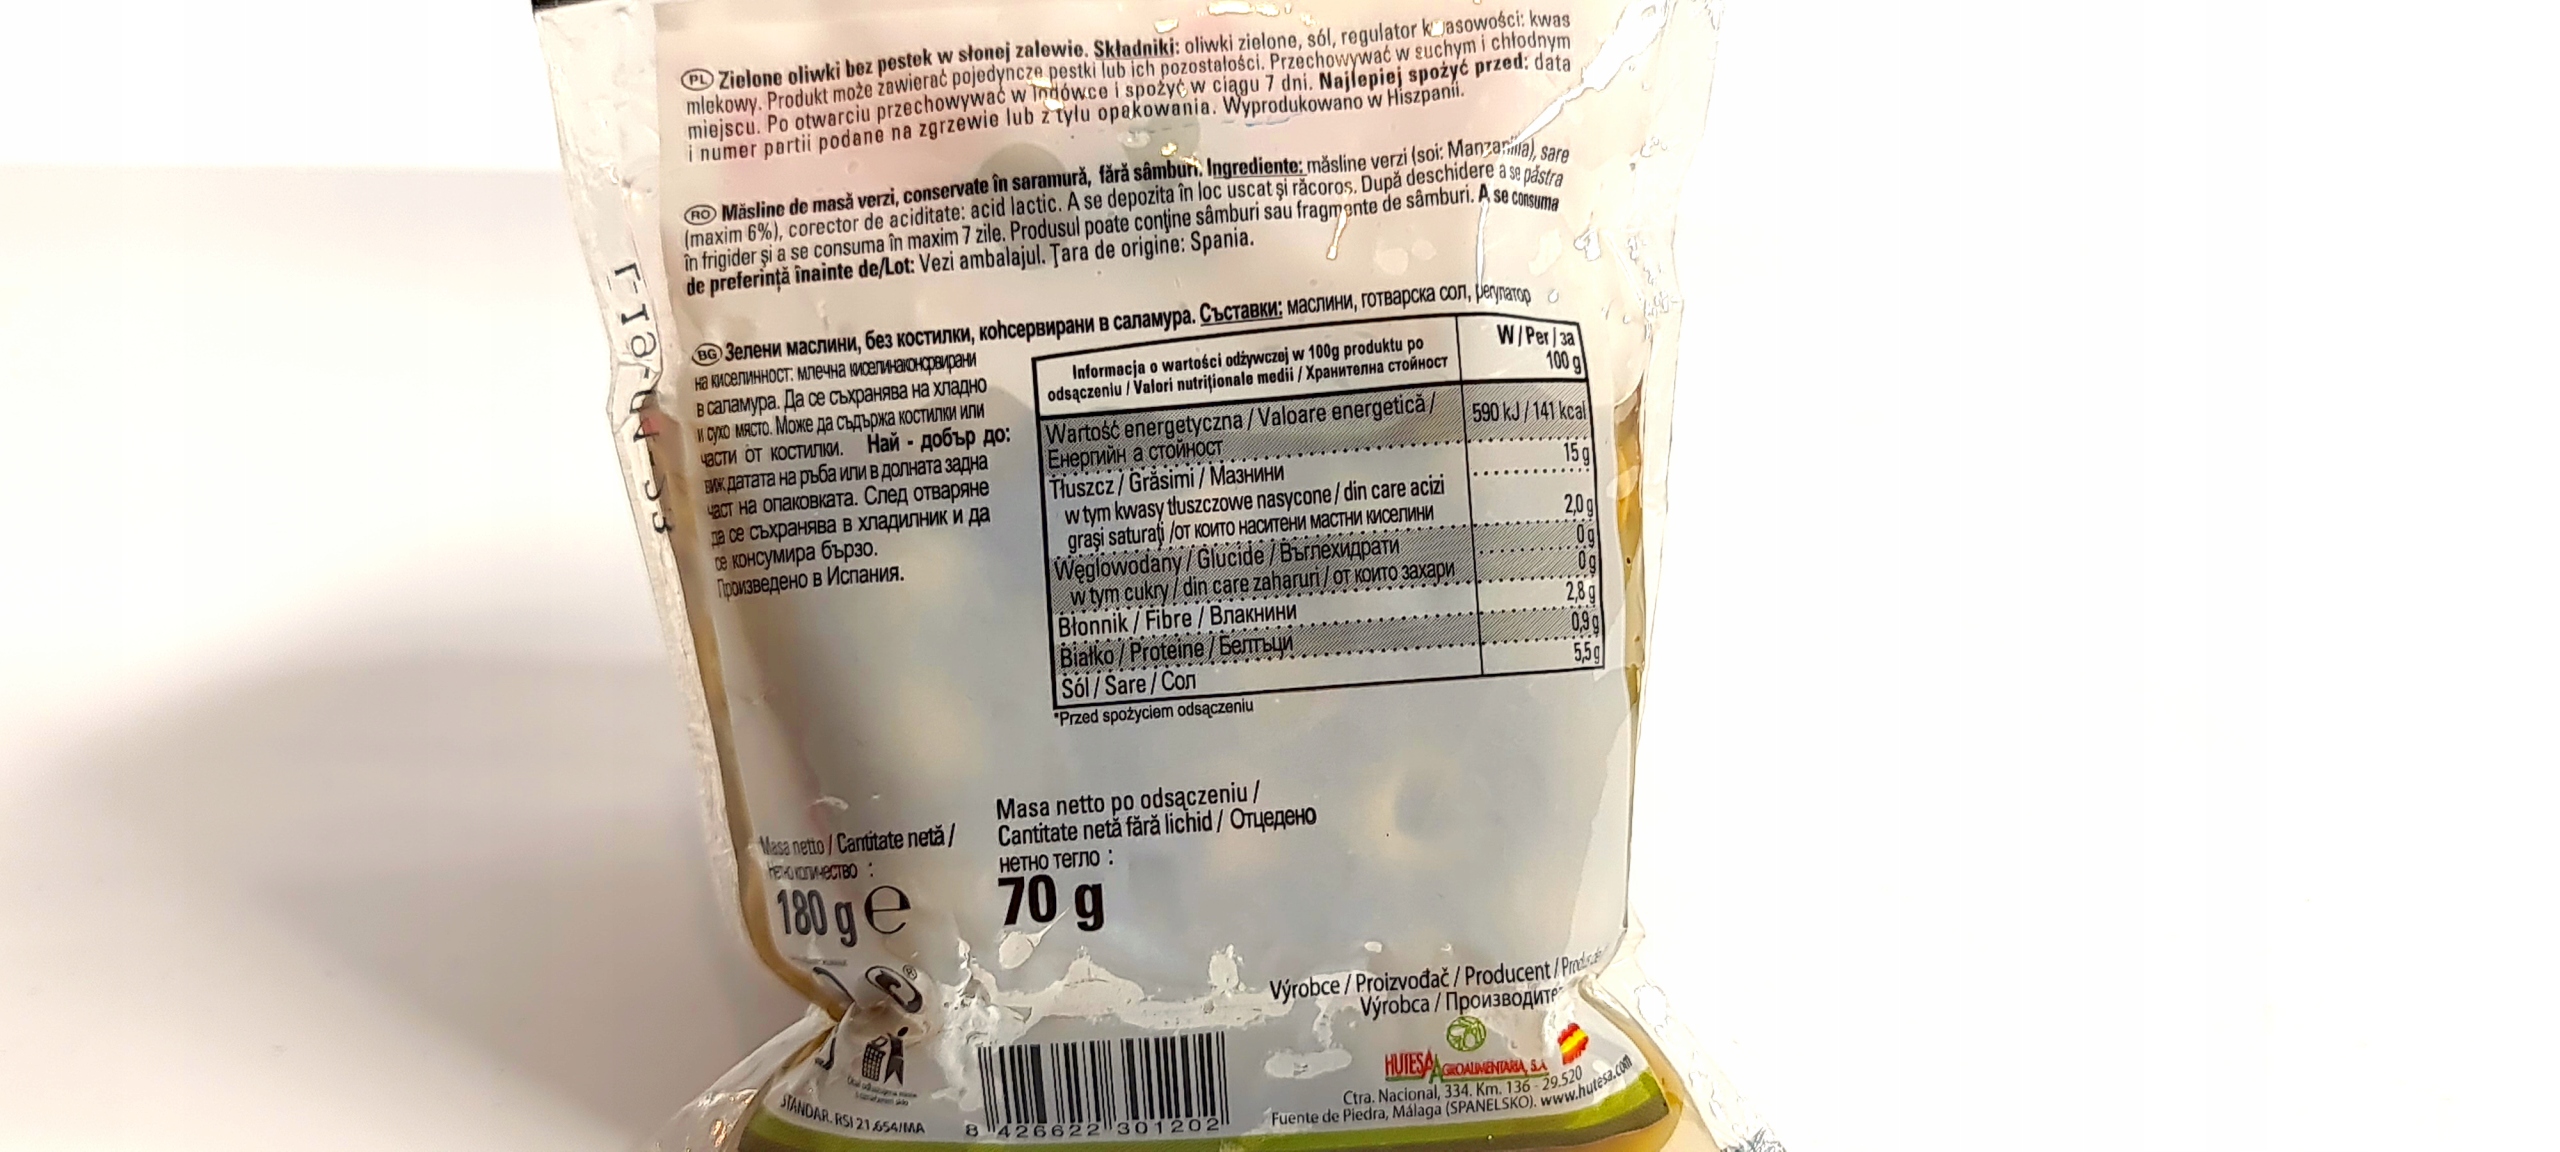 PL Zielone oliwki bez pestek w słonej zalewie. Składniki: oliwki zielone, sól, regulator kwasowości: kwas
mlekowy. Produkt może zawierać pojedyncze pestki lub ich pozostałości. Przechowywać w suchym i chłodnym
miejscu. Po otwarciu przechowywać w lodówce i spożyć w ciągu 7 dni. Najlepiej spożyć przed: data
i numer partii podane na zgrzewie lub z tyłu opakowania. Wyprodukowano w Hiszpanii.
RO Măsline de masă verzi, conservate în saramură, fără sâmburi. Ingrediente: măsline verzi (soi: Manzanilla), sare
(maxim 6%), corector de aciditate: acid lactic. A se depozita în loc uscat și răcoros. După deschidere a se păstra
în frigider și a se consuma în maxim 7 zile. Produsul poate conține sâmburi sau fragmente de sâmburi. A se consuma
de preferință înainte de/Lot: Vezi ambalajul. Țara de origine: Spania.
BG Зелени маслини, без костилки, коhсервирани в саламура. Съставки: маслини, готварска сол, регулатор
на киселинност: млечна киселина
в саламура. Да се съхранява на хладно
и сухо място. Може да съдържа костилки или
части от костилки. Най - добър до:
виж датата на ръба или в долната задна
част на опаковката. След отваряне
да се съхранява в хладилник и да
се консумира бързо.
Произведено в Испания.
Informacja o wartości odżywczej w 100g produktu po
odsączeniu / Valori nutriționale medii / Хранителна стойност
W / Per / за
100 g
Wartość energetyczna / Valoare energetică /
Енергийн а стойност
590 kJ / 141 kcal
Tłuszcz / Grăsimi / Мазнини
15 g
w tym kwasy tłuszczowe nasycone / din care acizi
grași saturați /от които наситени мастни киселини
2,0 g
Węglowodany / Glucide / Въглехидрати
0 g
w tym cukry / din care zaharuri / от които захари
0 g
Błonnik / Fibre / Влакнини
2,8 g
Białko / Proteine / Белтъци
0,9 g
Sól / Sare / Сол
5,5 g
*Przed spożyciem odsączeniu
Masa netto / Cantitate netă /
Нетно количество :
180 g e
Masa netto po odsączeniu /
Cantitate netă fără lichid / Отцедено
нетно тегло :
70 g
Výrobce / Proizvođač / Producent /
Výrobca / Производител
HUTESA AGROALIMENTARIA, S.A.
Ctra. Nacional, 334. Km. 136 - 29.520
Fuente de Piedra, Málaga (SPANELSKO). www.hutesa.com
STANDAR. RSI 21.654/MA
8 426622 301202